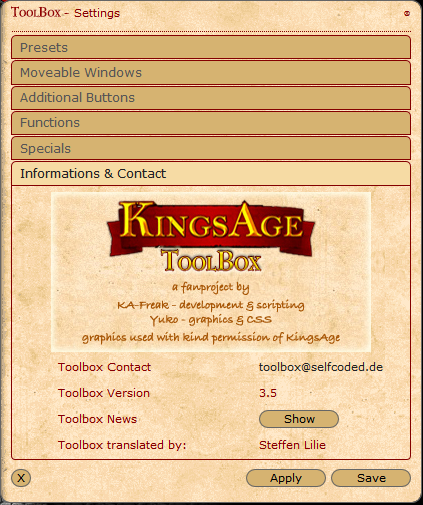 ToolBox - Settings
Presets
Moveable Windows
Additional Buttons
Functions
Specials
Informations & Contact
KingsAge
ToolBox
a fanproject by
KA-Freak - development & scripting
Yuko - graphics & CSS
graphics used with kind permission of KingsAge
Toolbox Contact toolbox@selfcoded.de
Toolbox Version 3.5
Toolbox News Show
Toolbox translated by: Steffen Lilie
X Apply Save